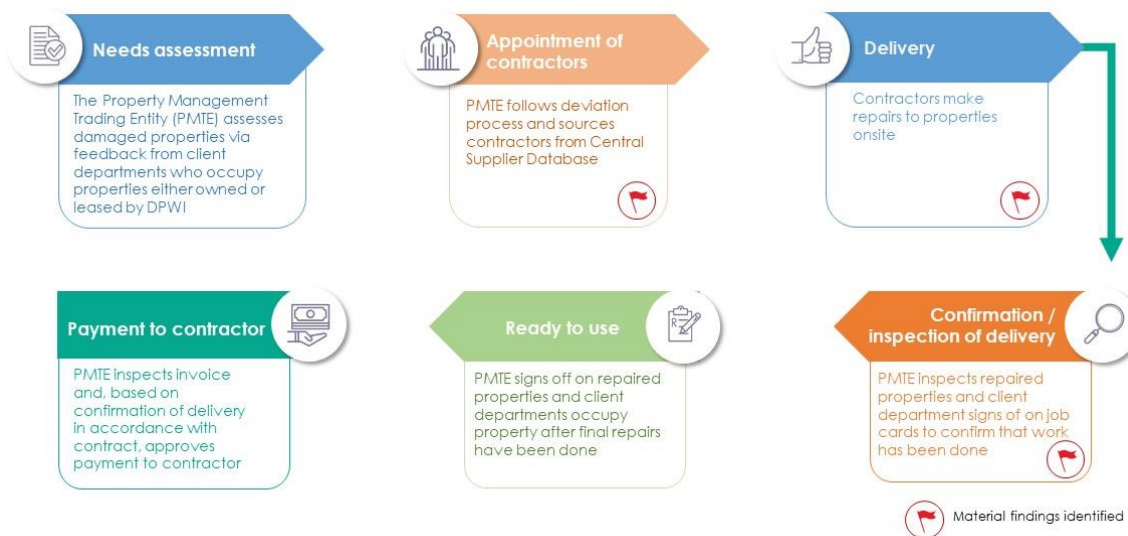 Needs assessment
The Property Management
Trading Entity (PMTE) assesses
damaged properties via
feedback from client
departments who occupy
properties either owned or
leased by DPWI
Appointment of
contractors
PMTE follows deviation
process and sources
contractors from Central
Supplier Database
Delivery
Contractors make
repairs to properties
onsite
Confirmation /
inspection of delivery
PMTE inspects repaired
properties and client
department signs of on job
cards to confirm that work
has been done
Ready to use
PMTE signs off on repaired
properties and client
departments occupy
property after final repairs
have been done
Payment to contractor
PMTE inspects invoice
and, based on
confirmation of delivery
in accordance with
contract, approves
payment to contractor
Material findings identified